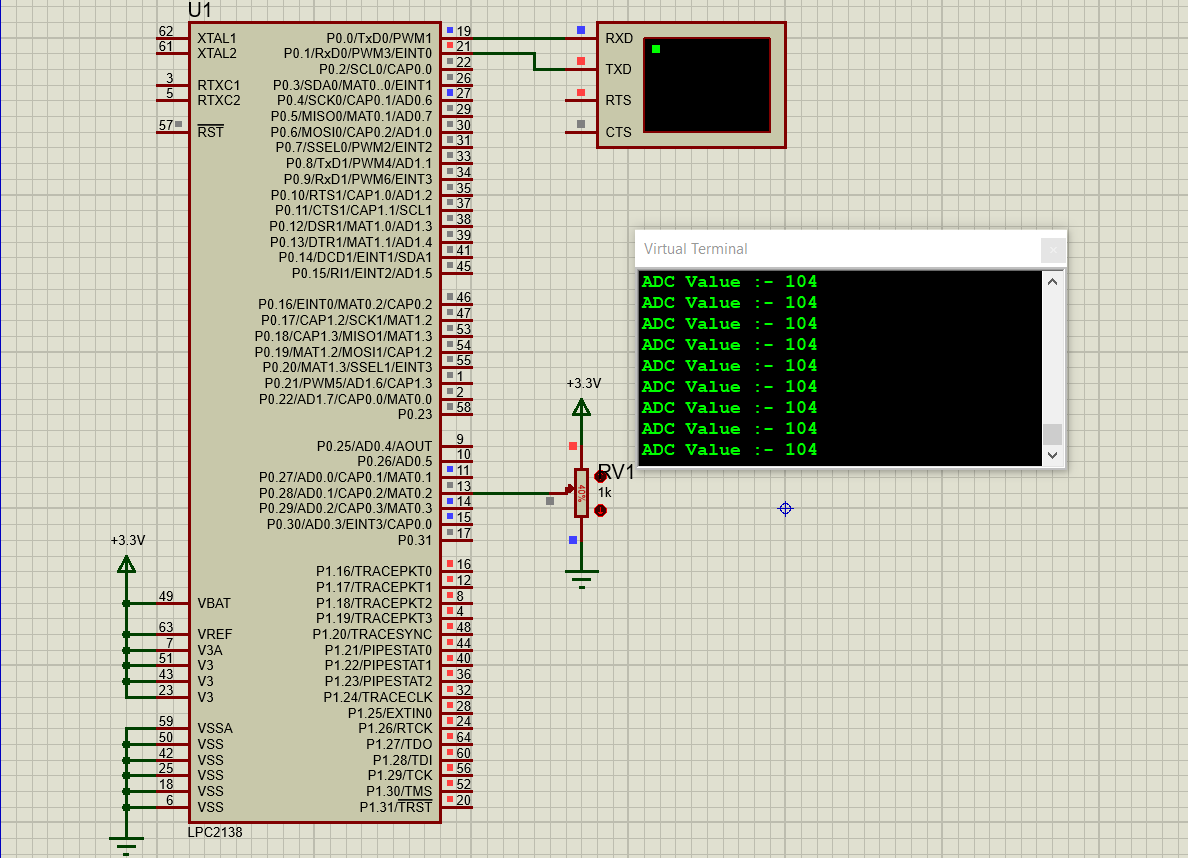 U1
62 XTAL1
61 XTAL2
3 RTXC1
5 RTXC2
57 RST
P0.0/TxD0/PWM1 19
P0.1/RxD0/PWM3/EINT0 21
P0.2/SCL0/CAP0.0 22
P0.3/SDA0/MAT0..0/EINT1 26
P0.4/SCK0/CAP0.1/AD0.6 27
P0.5/MISO0/MAT0.1/AD0.7 29
P0.6/MOSI0/CAP0.2/AD1.0 30
P0.7/SSEL0/PWM2/EINT2 31
P0.8/TxD1/PWM4/AD1.1 33
P0.9/RxD1/PWM6/EINT3 34
P0.10/RTS1/CAP1.0/AD1.2 35
P0.11/CTS1/CAP1.1/SCL1 37
P0.12/DSR1/MAT1.0/AD1.3 38
P0.13/DTR1/MAT1.1/AD1.4 39
P0.14/DCD1/EINT1/SDA1 41
P0.15/RI1/EINT2/AD1.5 45
P0.16/EINT0/MAT0.2/CAP0.2 46
P0.17/CAP1.2/SCK1/MAT1.2 47
P0.18/CAP1.3/MISO1/MAT1.3 53
P0.19/MAT1.2/MOSI1/CAP1.2 54
P0.20/MAT1.3/SSEL1/EINT3 55
P0.21/PWM5/AD1.6/CAP1.3 1
P0.22/AD1.7/CAP0.0/MAT0.0 2
P0.23 58
P0.25/AD0.4/AOUT 9
P0.26/AD0.5 10
P0.27/AD0.0/CAP0.1/MAT0.1 11
P0.28/AD0.1/CAP0.2/MAT0.2 13
P0.29/AD0.2/CAP0.3/MAT0.3 14
P0.30/AD0.3/EINT3/CAP0.0 15
P0.31 17
P1.16/TRACEPKT0 16
P1.17/TRACEPKT1 12
P1.18/TRACEPKT2 8
P1.19/TRACEPKT3 4
P1.20/TRACESYNC 48
P1.21/PIPESTAT0 44
P1.22/PIPESTAT1 40
P1.23/PIPESTAT2 36
P1.24/TRACECLK 32
P1.25/EXTIN0 28
P1.26/RTCK 24
P1.27/TDO 64
P1.28/TDI 60
P1.29/TCK 56
P1.30/TMS 52
P1.31/TRST 20
+3.3V
49 VBAT
63 VREF
7 V3A
51 V3
43 V3
23 V3
59 VSSA
50 VSS
42 VSS
25 VSS
18 VSS
6 VSS
LPC2138
RXD
TXD
RTS
CTS
Virtual Terminal
ADC Value :- 104
ADC Value :- 104
ADC Value :- 104
ADC Value :- 104
ADC Value :- 104
ADC Value :- 104
ADC Value :- 104
ADC Value :- 104
ADC Value :- 104
+3.3V
RV1
1k
40%